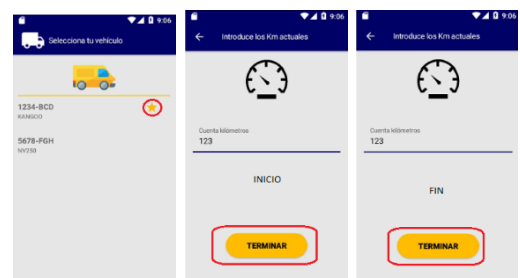 9:06
Selecciona tu vehículo
1234-BCD
KANGOO
5678-FGH
NV250
9:06
Introduce los Km actuales
Cuenta kilómetros
123
INICIO
TERMINAR
9:06
Introduce los Km actuales
Cuenta kilómetros
123
FIN
TERMINAR